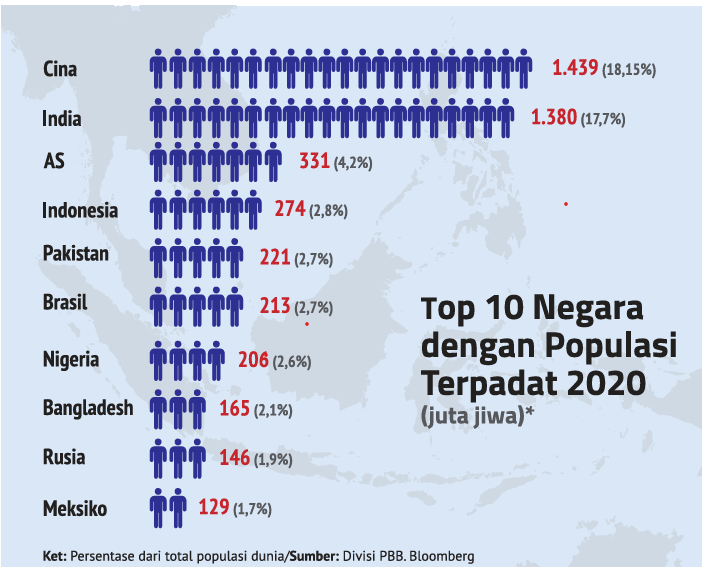 Cina 1.439 (18,15%)
India 1.380 (17,7%)
AS 331 (4,2%)
Indonesia 274 (2,8%)
Pakistan 221 (2,7%)
Brasil 213 (2,7%)
Nigeria 206 (2,6%)
Bangladesh 165 (2,1%)
Rusia 146 (1,9%)
Meksiko 129 (1,7%)
Top 10 Negara
dengan Populasi
Terpadat 2020
(juta jiwa)*
Ket: Persentase dari total populasi dunia/Sumber: Divisi PBB. Bloomberg